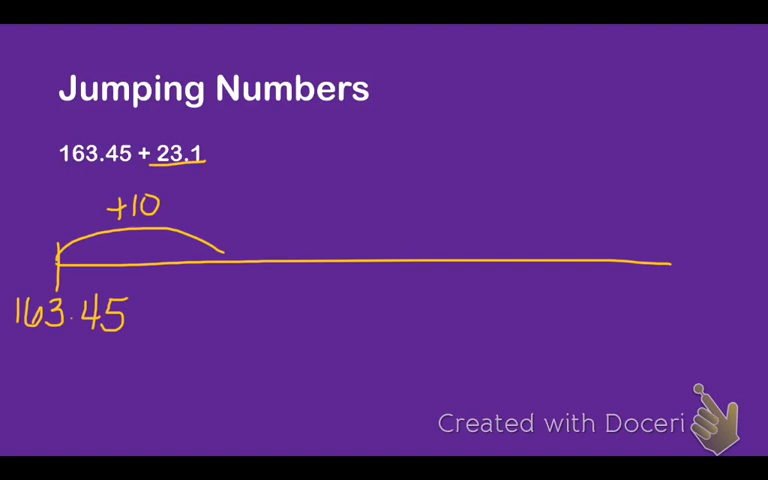 Jumping Numbers
163.45 + 23.1
+10
163.45
Created with Doceri